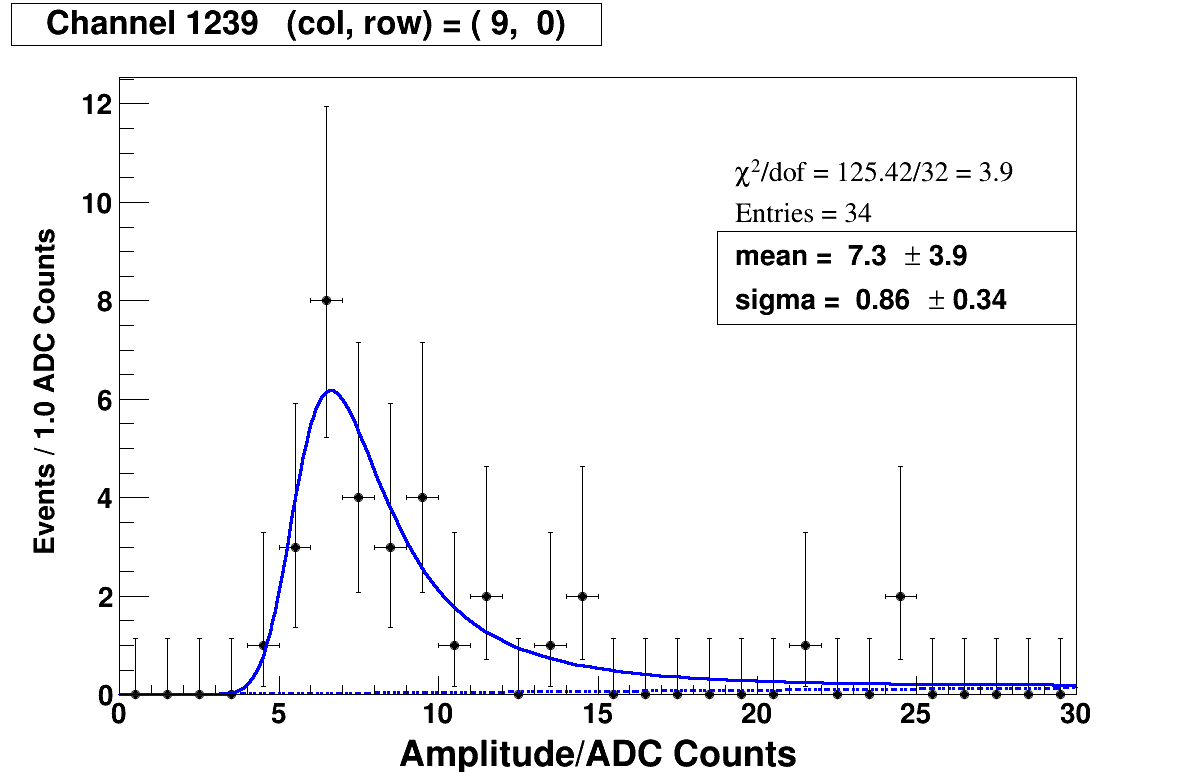 Channel 1239 (col, row) = ( 9, 0)
12
10
8
6
4
2
0
Events / 1.0 ADC Counts
χ²/dof = 125.42/32 = 3.9
Entries = 34
mean = 7.3 ± 3.9
sigma = 0.86 ± 0.34
0 5 10 15 20 25 30
Amplitude/ADC Counts